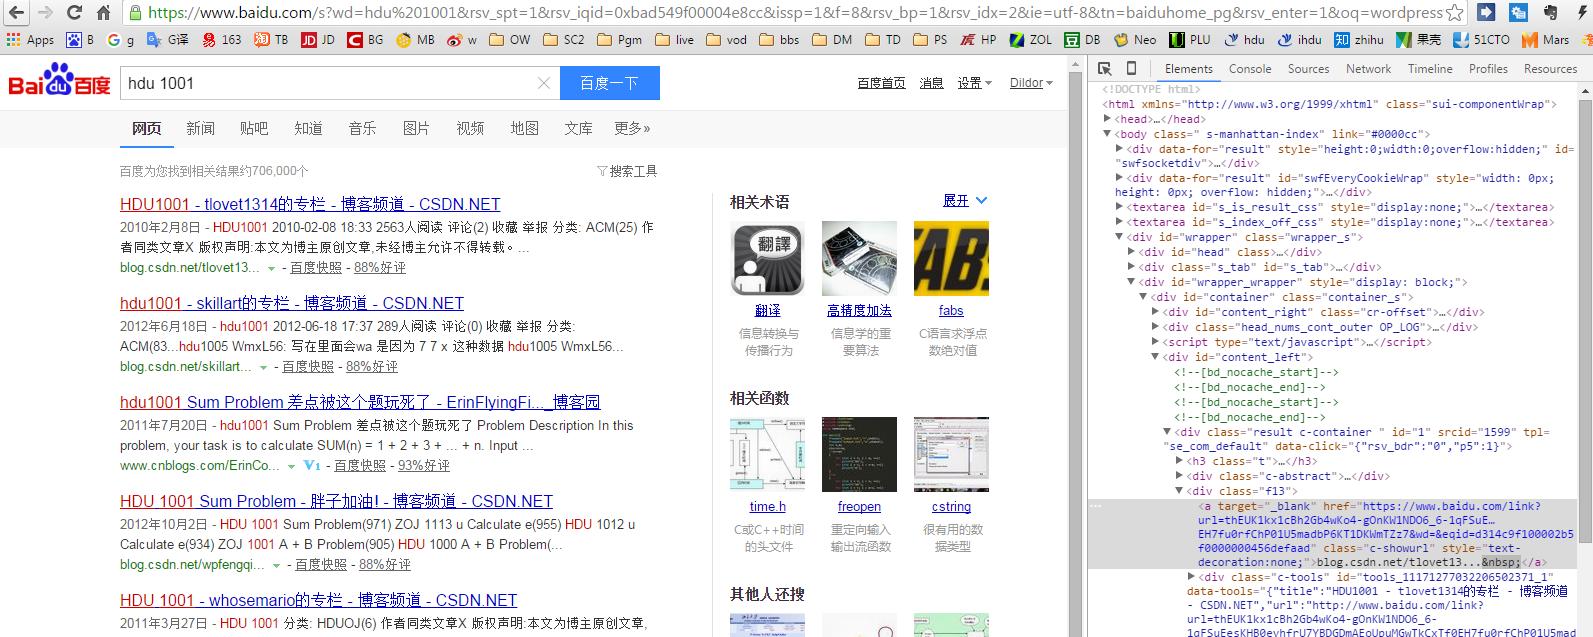 https://www.baidu.com/s?wd=hdu%201001&rsv_spt=1&rsv_iqid=0xbad549f00004e8cc&issp=1&f=8&rsv_bp=1&rsv_idx=2&ie=utf-8&tn=baiduhome_pg&rsv_enter=1&oq=wordpress
Apps B g G译 163 TB JD BG MB w OW SC2 Pgm live vod bbs DM TD PS HP ZOL DB Neo PLU hdu ihdu zhihu 果壳 51CTO Mars
Baidu百度 hdu 1001 百度一下 百度首页 消息 设置 Dildor
网页 新闻 贴吧 知道 音乐 图片 视频 地图 文库 更多»
百度为您找到相关结果约706,000个 搜索工具
HDU1001 - tlovet1314的专栏 - 博客频道 - CSDN.NET
2010年2月8日 - HDU1001 2010-02-08 18:33 2563人阅读 评论(2) 收藏 举报 分类: ACM(25) 作
者同类文章X 版权声明:本文为博主原创文章,未经博主允许不得转载。...
blog.csdn.net/tlovet13... - 百度快照 - 88%好评
hdu1001 - skillart的专栏 - 博客频道 - CSDN.NET
2012年6月18日 - hdu1001 2012-06-18 17:37 289人阅读 评论(0) 收藏 举报 分类:
ACM(83...hdu1005 WmxL56: 写在里面会wa 是因为 7 7 x 这种数据 hdu1005 WmxL56...
blog.csdn.net/skillart... - 百度快照 - 88%好评
hdu1001 Sum Problem 差点被这个题玩死了 - ErinFlyingFi..._博客园
2011年7月20日 - hdu1001 Sum Problem 差点被这个题玩死了 Problem Description In this
problem, your task is to calculate SUM(n) = 1 + 2 + 3 + ... + n. Input ...
www.cnblogs.com/ErinCo... V1 - 百度快照 - 93%好评
HDU 1001 Sum Problem - 胖子加油! - 博客频道 - CSDN.NET
2012年10月2日 - HDU 1001 Sum Problem(971) ZOJ 1113 u Calculate e(955) HDU 1012 u
Calculate e(934) ZOJ 1001 A + B Problem(905) HDU 1000 A + B Problem(...
blog.csdn.net/wpfengqi... - 百度快照 - 88%好评
HDU 1001 - whosemario的专栏 - 博客频道 - CSDN.NET
2011年3月27日 - HDU 1001 分类: HDUOJ(6) 作者同类文章X 版权声明:本文为博主原创文章,
相关术语 展开
翻譯 FABS
翻译 高精度加法 fabs
信息转换与 信息学的重 C语言求浮点
传播行为 要算法 数绝对值
相关函数
time.h freopen cstring
C或C++时间 重定向输入 很有用的数
的头文件 输出流函数 据类型
其他人还搜
Elements Console Sources Network Timeline Profiles Resources
<!DOCTYPE html>
<html xmlns="http://www.w3.org/1999/xhtml" class="sui-componentWrap">
<head>…</head>
<body class=" s-manhattan-index" link="#0000cc">
<div data-for="result" style="height:0;width:0;overflow:hidden;" id=
"swfsocketdiv">…</div>
<div data-for="result" id="swfEveryCookieWrap" style="width: 0px;
height: 0px; overflow: hidden;">…</div>
<textarea id="s_is_result_css" style="display:none;">…</textarea>
<textarea id="s_index_off_css" style="display:none;">…</textarea>
<div id="wrapper" class="wrapper_s">
<div id="head" class>…</div>
<div class="s_tab" id="s_tab">…</div>
<div id="wrapper_wrapper" style="display: block;">
<div id="container" class="container_s">
<div id="content_right" class="cr-offset">…</div>
<div class="head_nums_cont_outer OP_LOG">…</div>
<script type="text/javascript">…</script>
<div id="content_left">
<!--[bd_nocache_start]-->
<!--[bd_nocache_end]-->
<!--[bd_nocache_start]-->
<!--[bd_nocache_end]-->
<div class="result c-container " id="1" srcid="1599" tpl=
"se_com_default" data-click="{"rsv_bdr":"0","p5":1}">
<h3 class="t">…</h3>
<div class="c-abstract">…</div>
<div class="f13">
<a target="_blank" href="https://www.baidu.com/link?
url=thEUK1kx1cBh2Gb4wKo4-gOnKW1NDO6_6-1qFSuE…
EH7fu0rfChP01U5madbP6KT1DKWmTZz7&wd=&eqid=d314c9f100002b5
f0000000456defaad" class="c-showurl" style="text-
decoration:none;">blog.csdn.net/tlovet13...&nbsp;</a>
<div class="c-tools" id="tools_11171277032206502371_1"
data-tools="{"title":"HDU1001 - tlovet1314的专栏 - 博客频道
- CSDN.NET","url":"http://www.baidu.com/link?